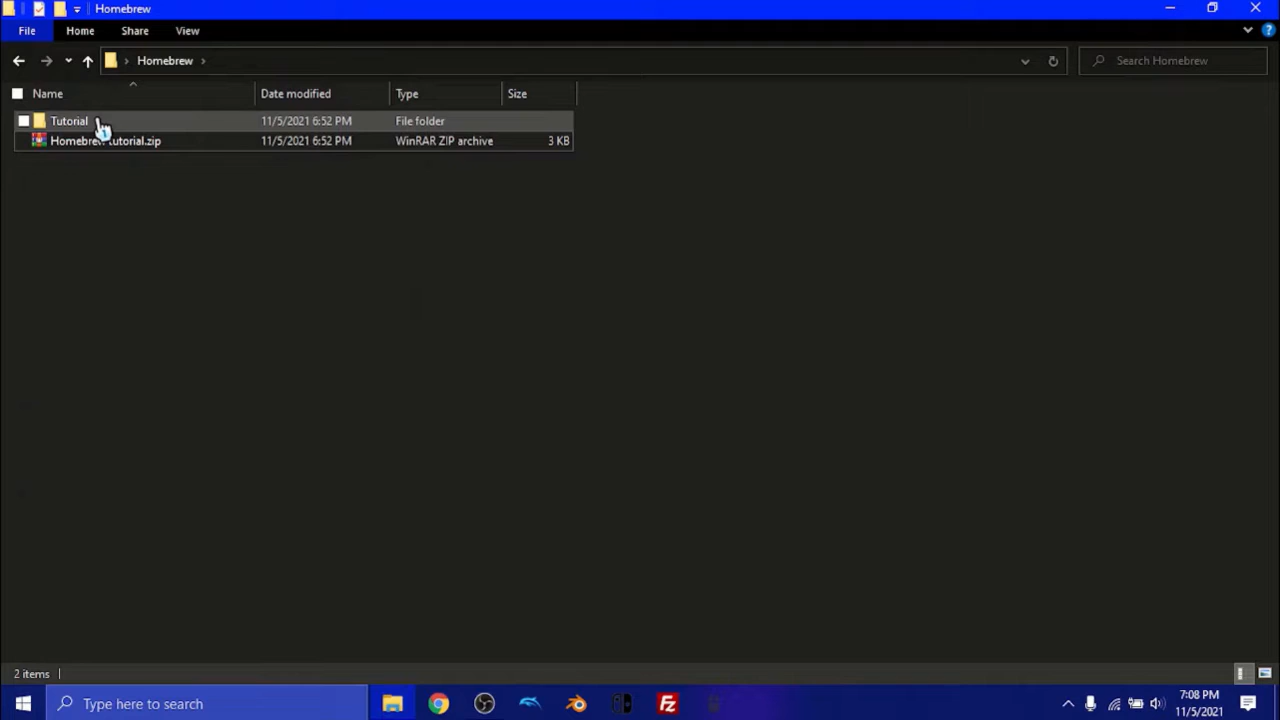 Homebrew
File Home Share View
Homebrew Search Homebrew
Name Date modified Type Size
Tutorial 11/5/2021 6:52 PM File folder
Homebrew tutorial.zip 11/5/2021 6:52 PM WinRAR ZIP archive 3 KB
2 items
Type here to search Fz 7:08 PM
11/5/2021